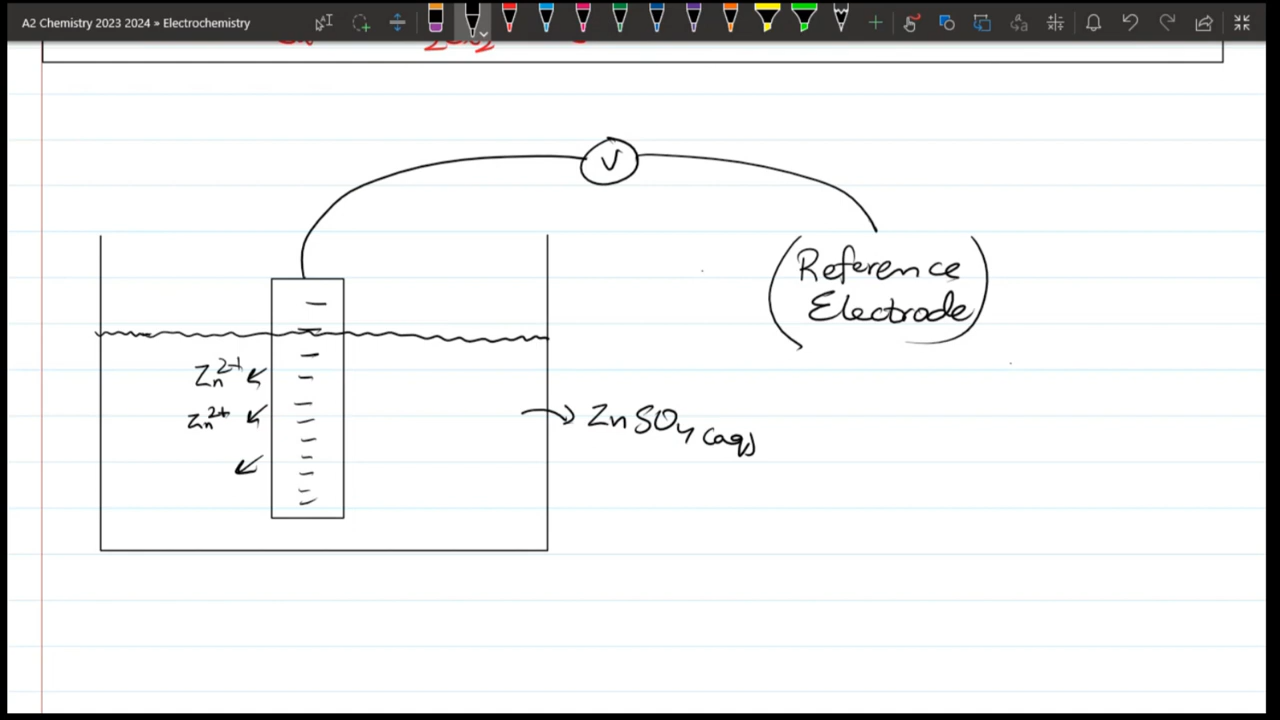 A2 Chemistry 2023 2024 » Electrochemistry
V
Reference
Electrode
Zn²⁺
Zn²⁺
ZnSO₄(aq)